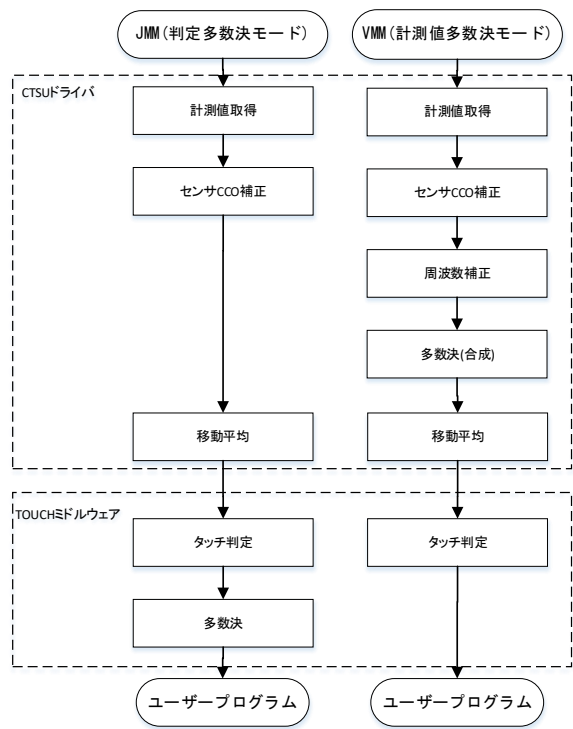 JMM(判定多数決モード)
VMM(計測値多数決モード)
CTSUドライバ
計測値取得
計測値取得
センサCCO補正
センサCCO補正
周波数補正
多数決(合成)
移動平均
移動平均
TOUCHミドルウェア
タッチ判定
タッチ判定
多数決
ユーザープログラム
ユーザープログラム